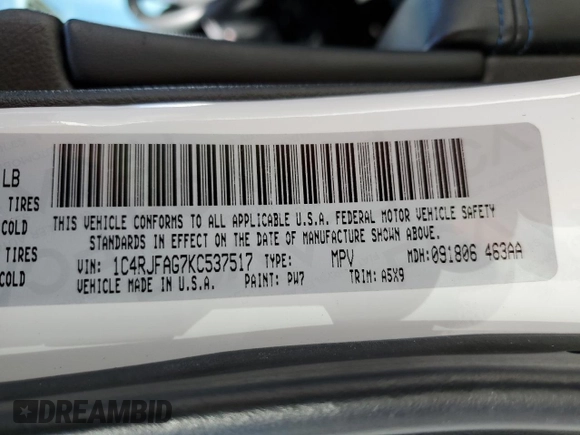 LB
TIRES
COLD
TIRES
COLD
THIS VEHICLE CONFORMS TO ALL APPLICABLE U.S.A. FEDERAL MOTOR VEHICLE SAFETY
STANDARDS IN EFFECT ON THE DATE OF MANUFACTURE SHOWN ABOVE.
VIN: 1C4RJFAG7KC537517 TYPE: MPV MDH: 091806 463AA
VEHICLE MADE IN U.S.A. PAINT: PW7 TRIM: A5X9
DREAMBID